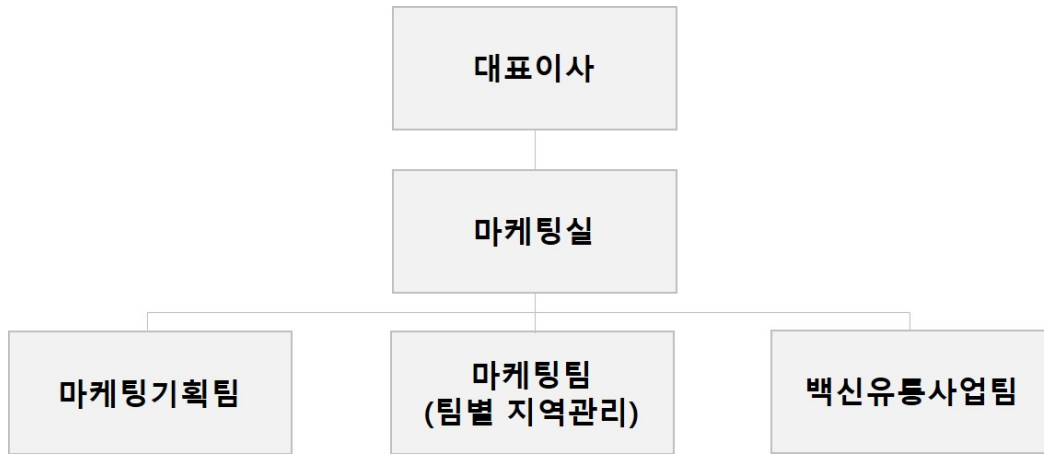 대표이사
마케팅실
마케팅기획팀
마케팅팀
(팀별 지역관리)
백신유통사업팀